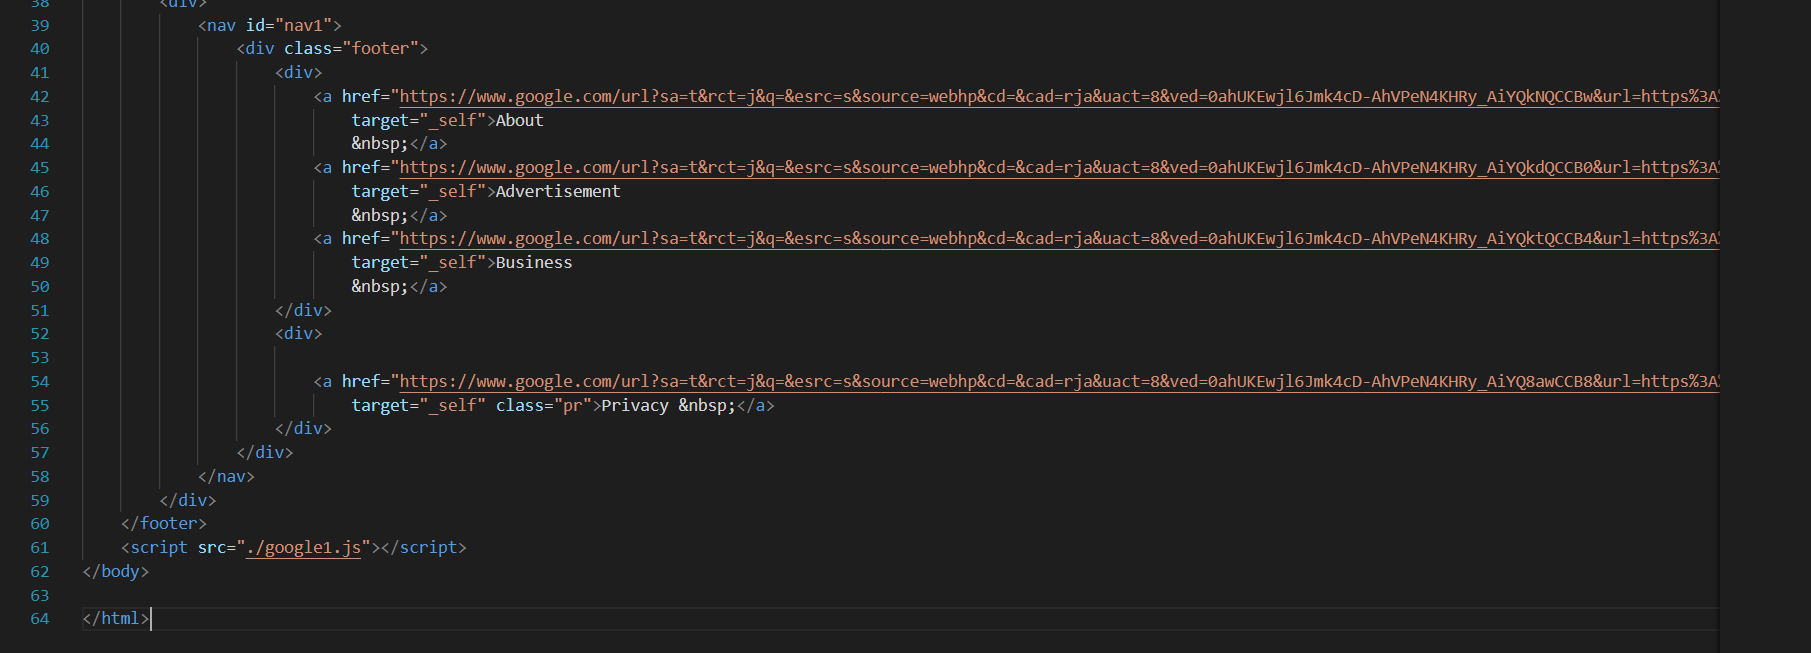 38 <div>
39 <nav id="nav1">
40 <div class="footer">
41 <div>
42 <a href="https://www.google.com/url?sa=t&rct=j&q=&esrc=s&source=webhp&cd=&cad=rja&uact=8&ved=0ahUKEwjl6Jmk4cD-AhVPeN4KHRy_AiYQkNQCCBw&url=https%3A
43 target="_self">About
44 &nbsp;</a>
45 <a href="https://www.google.com/url?sa=t&rct=j&q=&esrc=s&source=webhp&cd=&cad=rja&uact=8&ved=0ahUKEwjl6Jmk4cD-AhVPeN4KHRy_AiYQkdQCCB0&url=https%3A
46 target="_self">Advertisement
47 &nbsp;</a>
48 <a href="https://www.google.com/url?sa=t&rct=j&q=&esrc=s&source=webhp&cd=&cad=rja&uact=8&ved=0ahUKEwjl6Jmk4cD-AhVPeN4KHRy_AiYQktQCCB4&url=https%3A
49 target="_self">Business
50 &nbsp;</a>
51 </div>
52 <div>
53
54 <a href="https://www.google.com/url?sa=t&rct=j&q=&esrc=s&source=webhp&cd=&cad=rja&uact=8&ved=0ahUKEwjl6Jmk4cD-AhVPeN4KHRy_AiYQ8awCCB8&url=https%3A
55 target="_self" class="pr">Privacy &nbsp;</a>
56 </div>
57 </div>
58 </nav>
59 </div>
60 </footer>
61 <script src="./google1.js"></script>
62 </body>
63
64 </html>